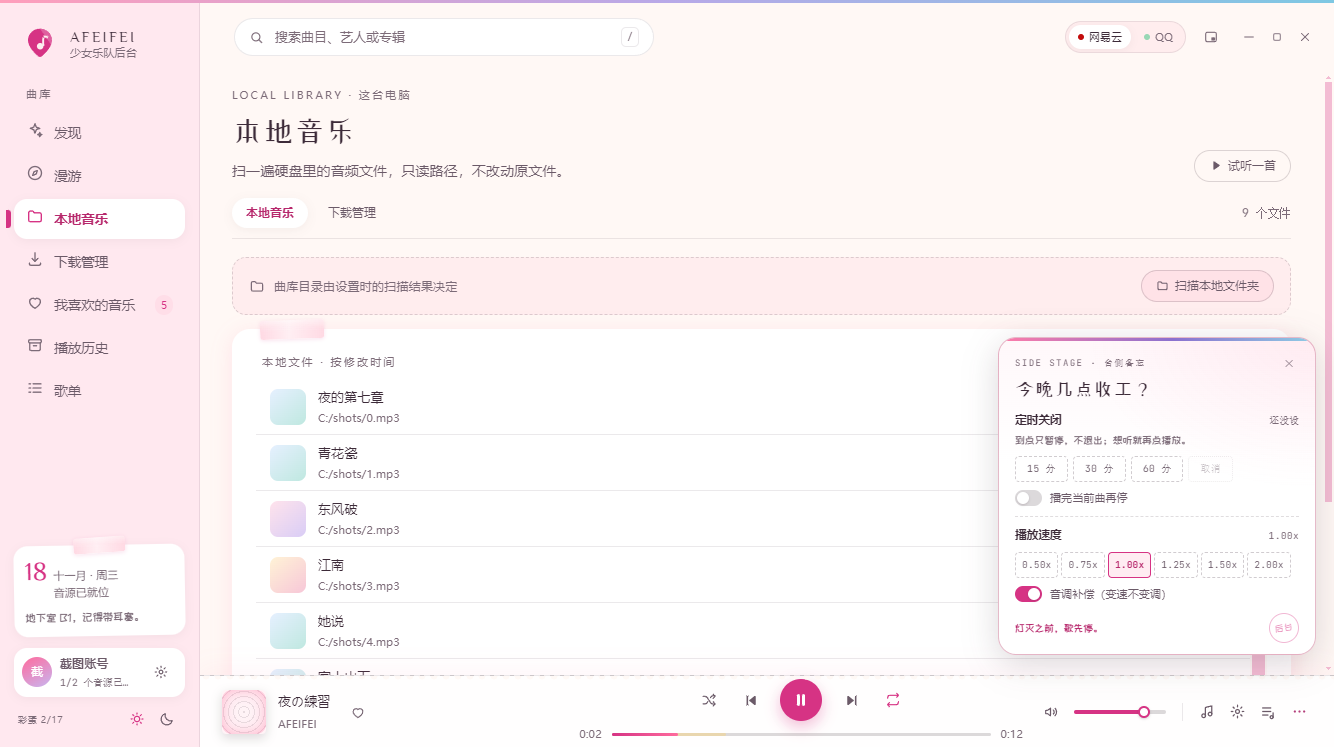 AFEIFEI
少女乐队后台
曲库
发现
漫游
本地音乐
下载管理
我喜欢的音乐 5
播放历史
歌单
18 十一月 · 周三
音源已就位
地下室 B1，记得带耳塞。
截
截图账号
1/2 个音源已…
彩蛋 2/17
搜索曲目、艺人或专辑 /
网易云 QQ
LOCAL LIBRARY · 这台电脑
本地音乐
扫一遍硬盘里的音频文件，只读路径，不改动原文件。
试听一首
本地音乐 下载管理 9 个文件
曲库目录由设置时的扫描结果决定 扫描本地文件夹
本地文件 · 按修改时间
夜的第七章
C:/shots/0.mp3
青花瓷
C:/shots/1.mp3
东风破
C:/shots/2.mp3
江南
C:/shots/3.mp3
她说
C:/shots/4.mp3
SIDE STAGE · 台侧备忘
今晚几点收工？
定时关闭 还没设
到点只暂停，不退出；想听就再点播放。
15 分 30 分 60 分 取消
播完当前曲再停
播放速度 1.00x
0.50x 0.75x 1.00x 1.25x 1.50x 2.00x
音调补偿（变速不变调）
灯灭之前，歌先停。
后台
夜の練習
AFEIFEI
0:02 0:12